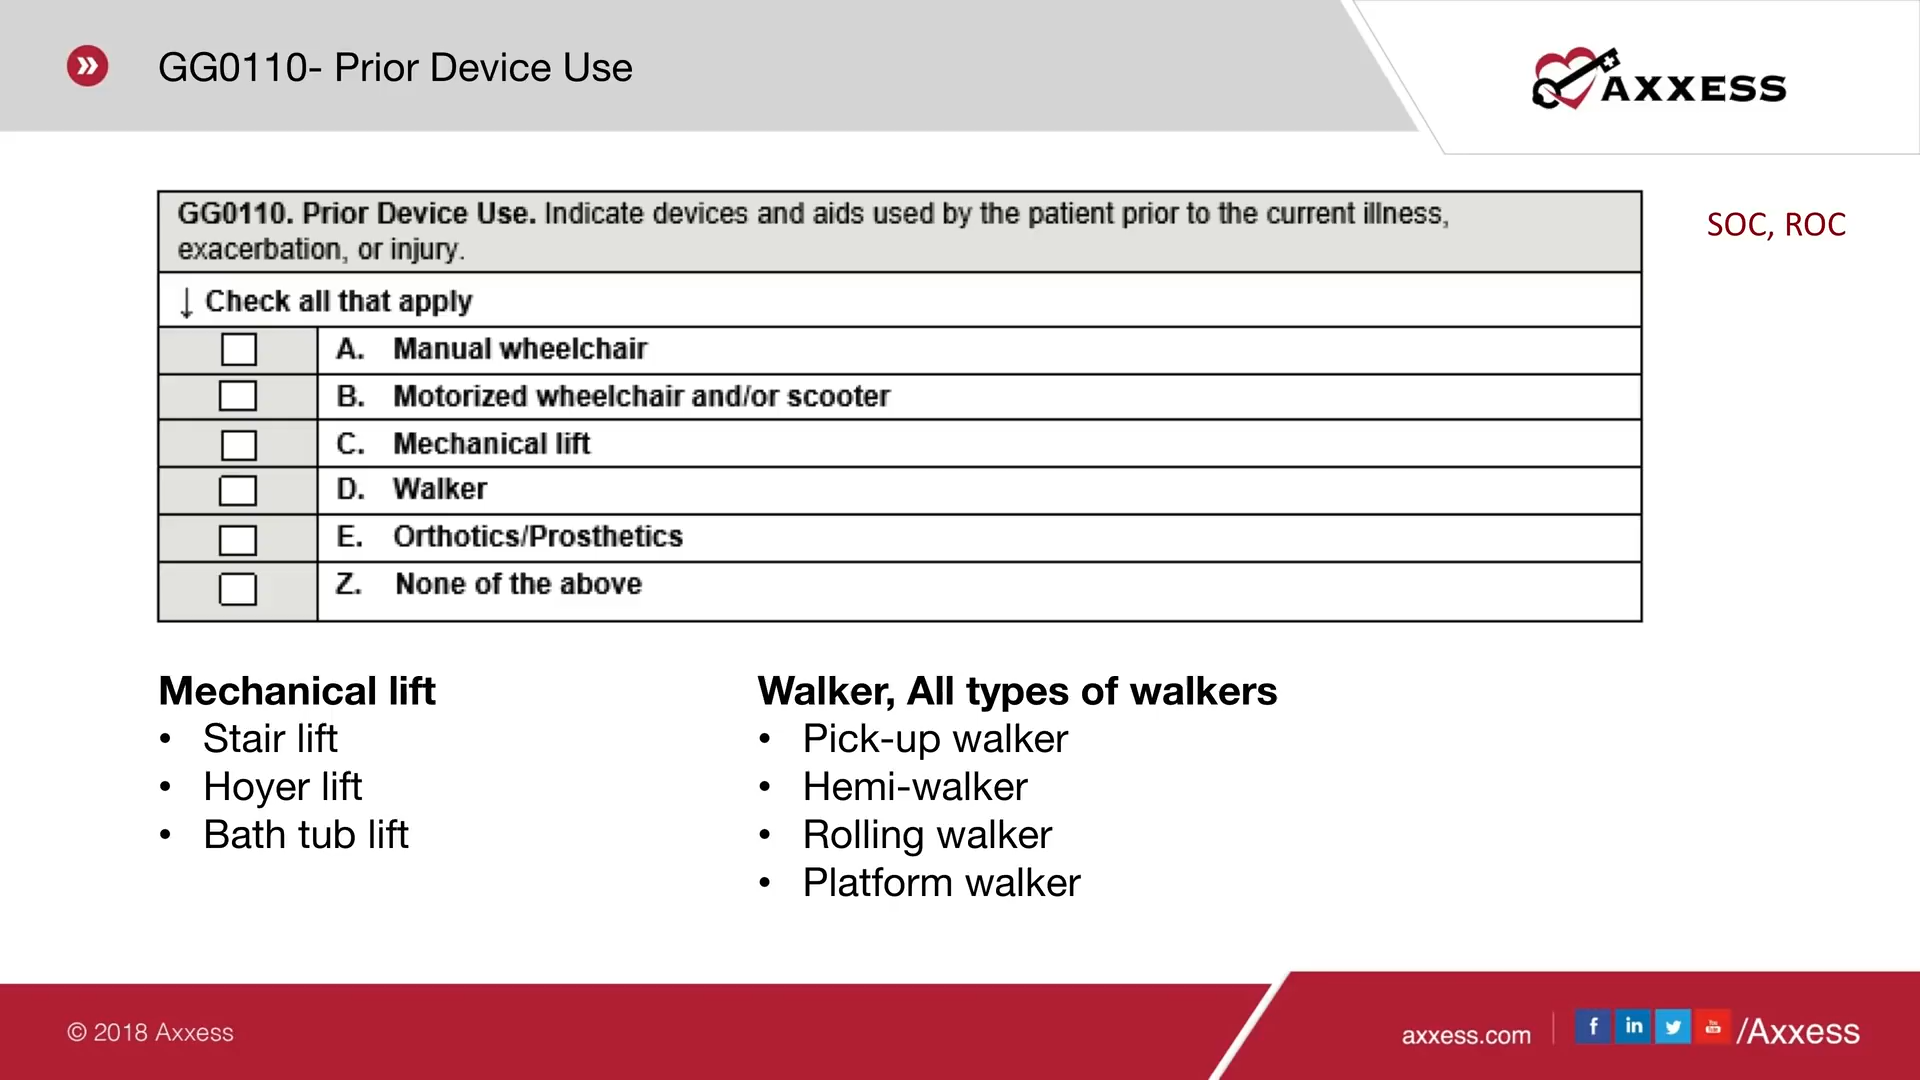 GG0110- Prior Device Use
AXXESS
GG0110. Prior Device Use. Indicate devices and aids used by the patient prior to the current illness,
exacerbation, or injury.
SOC, ROC
↓ Check all that apply
A. Manual wheelchair
B. Motorized wheelchair and/or scooter
C. Mechanical lift
D. Walker
E. Orthotics/Prosthetics
Z. None of the above
Mechanical lift
• Stair lift
• Hoyer lift
• Bath tub lift
Walker, All types of walkers
• Pick-up walker
• Hemi-walker
• Rolling walker
• Platform walker
© 2018 Axxess
axxess.com
f in You Tube /Axxess